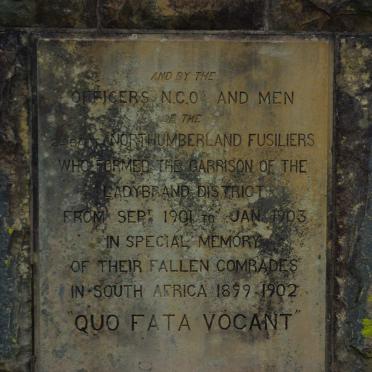 AND BY THE
OFFICERS N.C.O's AND MEN
OF THE
NORTHUMBERLAND FUSILIERS
WHO FORMED THE GARRISON OF THE
LADYBRAND DISTRICT
FROM SEPT 1901 to JAN. 1903
IN SPECIAL MEMORY
OF THEIR FALLEN COMRADES
IN SOUTH AFRICA 1899-1902
"QUO FATA VOCANT"